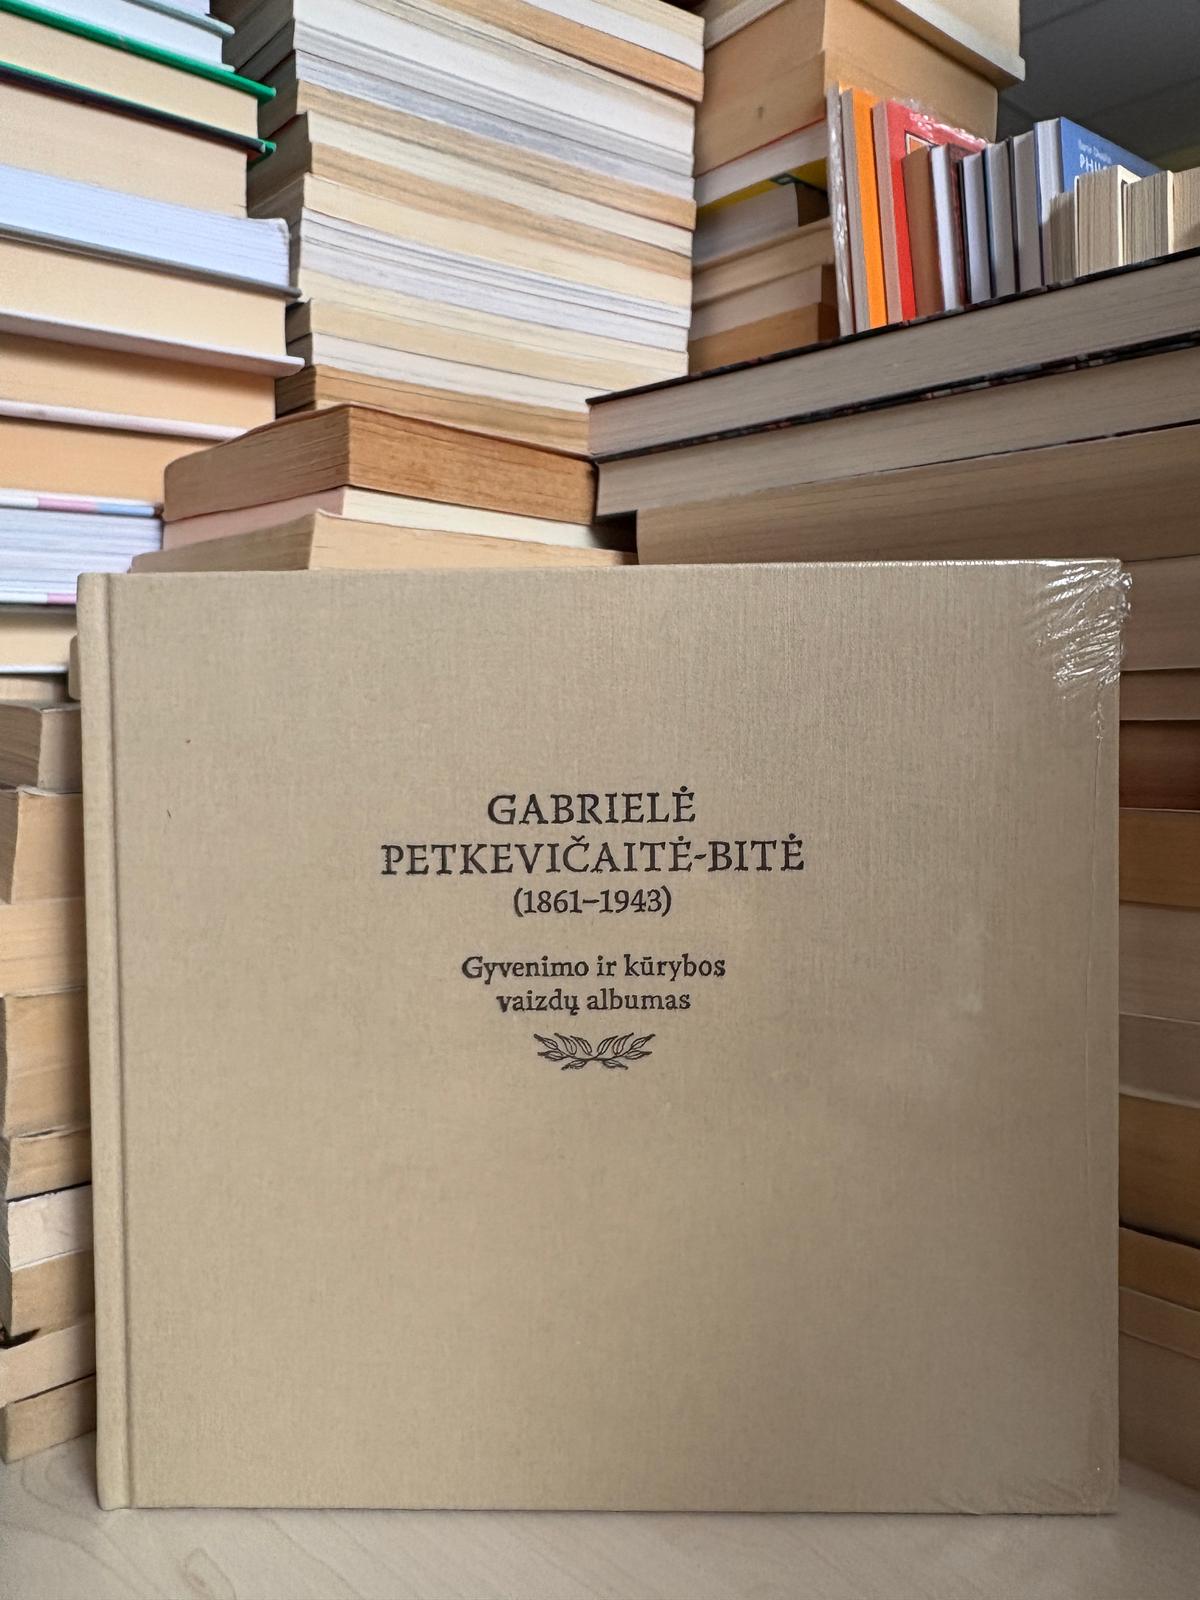 GABRIELĖ
PETKEVIČAITĖ-BITĖ
(1861–1943)
Gyvenimo ir kūrybos
vaizdų albumas